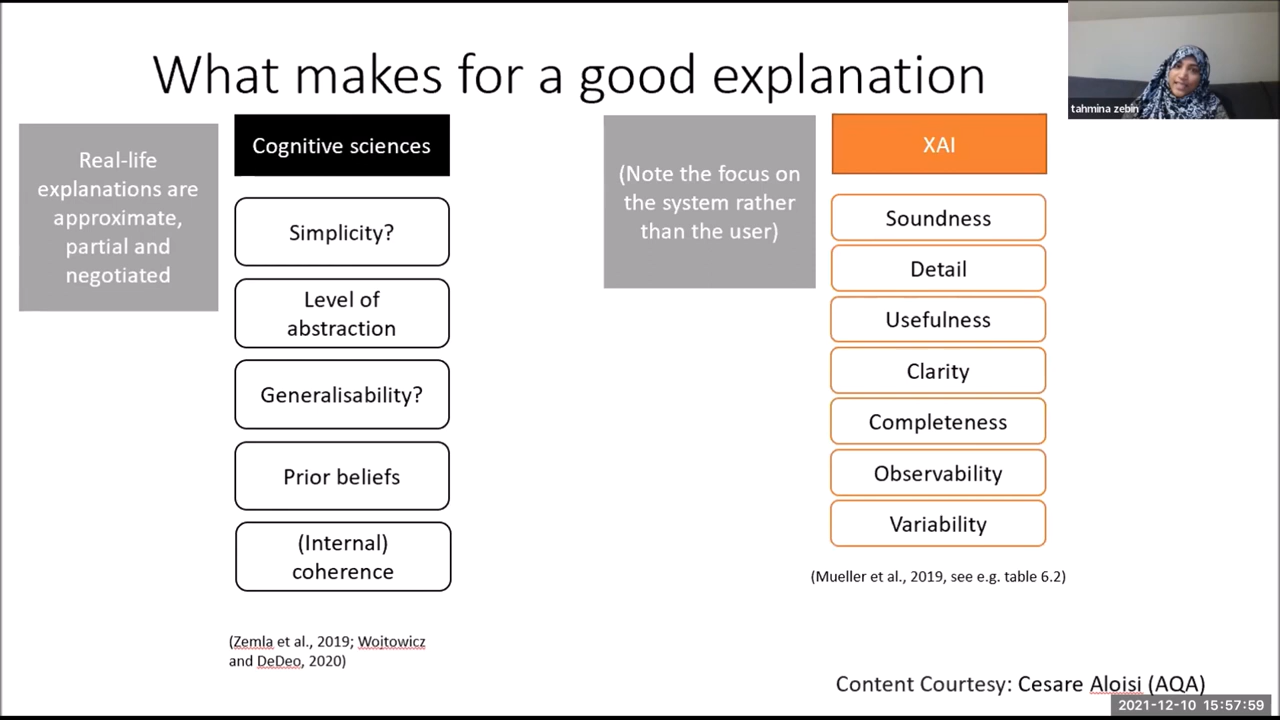 What makes for a good explanation
tahmina zebin
Real-life
explanations are
approximate,
partial and
negotiated
Cognitive sciences
Simplicity?
Level of
abstraction
Generalisability?
Prior beliefs
(Internal)
coherence
(Zemla et al., 2019; Wojtowicz
and DeDeo, 2020)
(Note the focus on
the system rather
than the user)
XAI
Soundness
Detail
Usefulness
Clarity
Completeness
Observability
Variability
(Mueller et al., 2019, see e.g. table 6.2)
Content Courtesy: Cesare Aloisi (AQA)
2021-12-10 15:57:59